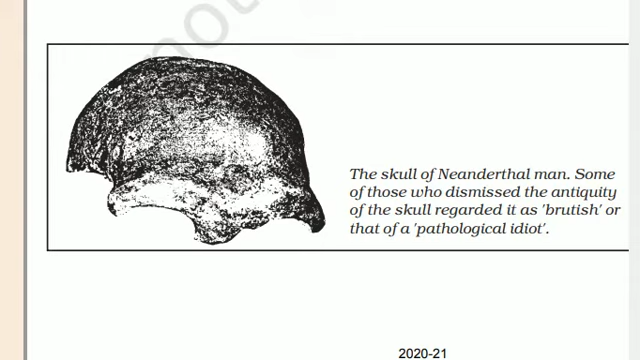 not
The skull of Neanderthal man. Some
of those who dismissed the antiquity
of the skull regarded it as 'brutish' or
that of a 'pathological idiot'.
2020-21